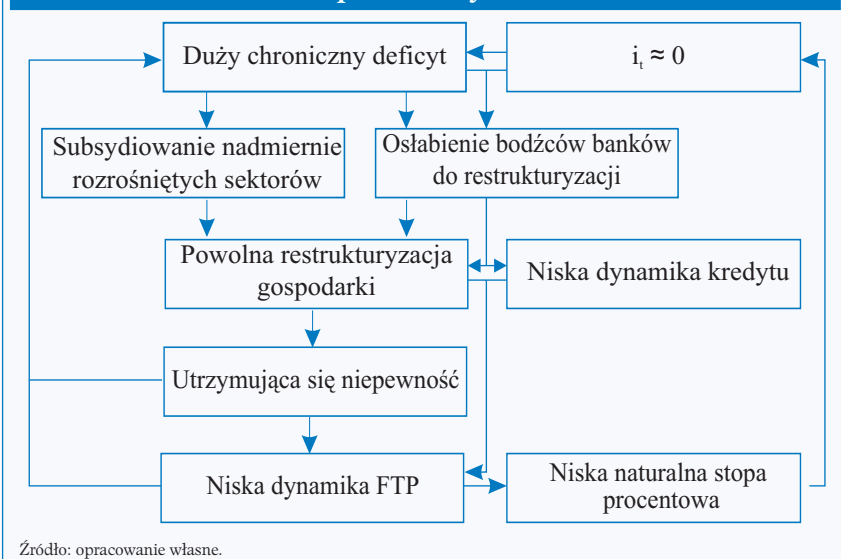 Duży chroniczny deficyt
i_t ≈ 0
Subsydiowanie nadmiernie
rozrośniętych sektorów
Osłabienie bodźców banków
do restrukturyzacji
Powolna restrukturyzacja
gospodarki
Niska dynamika kredytu
Utrzymująca się niepewność
Niska dynamika FTP
Niska naturalna stopa
procentowa
Źródło: opracowanie własne.